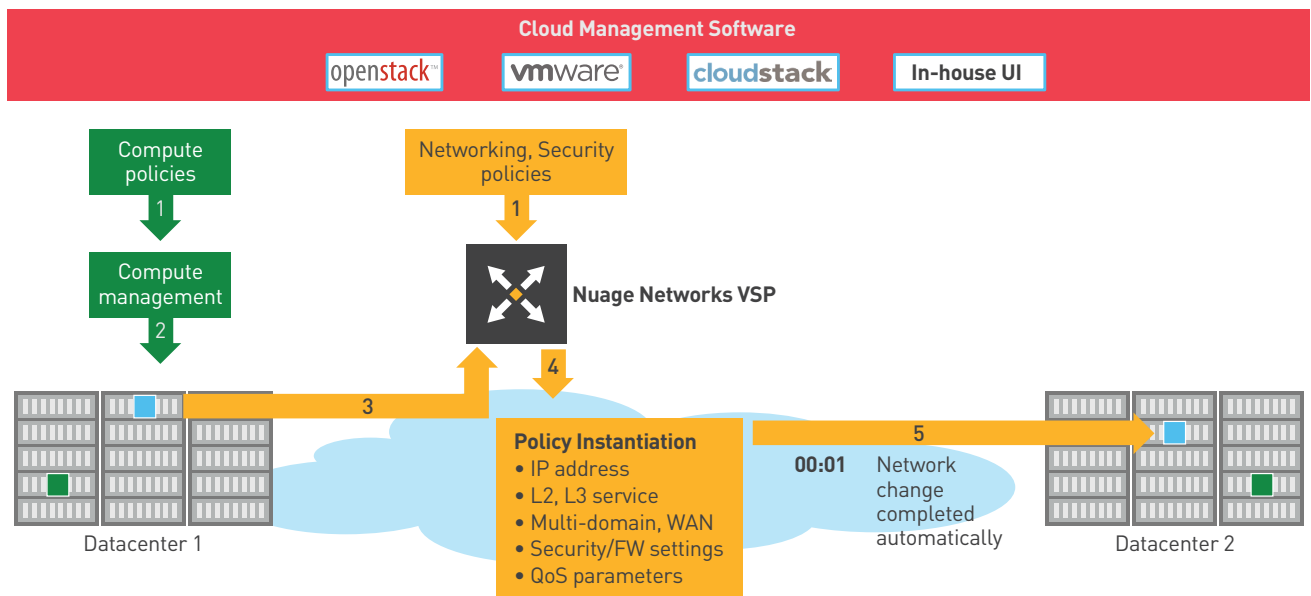 Cloud Management Software
openstack™
vmware®
cloudstack
In-house UI
Compute
policies
1
Compute
management
2
Networking, Security
policies
1
Nuage Networks VSP
3
4
Policy Instantiation
• IP address
• L2, L3 service
• Multi-domain, WAN
• Security/FW settings
• QoS parameters
5
00:01 Network
change
completed
automatically
Datacenter 1
Datacenter 2